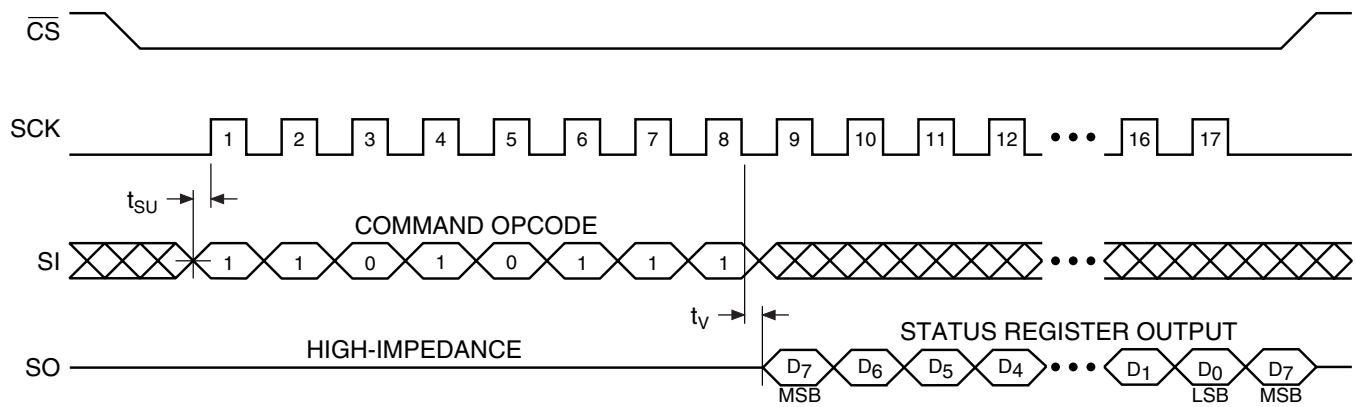 CS
SCK 1 2 3 4 5 6 7 8 9 10 11 12 ••• 16 17
tSU
COMMAND OPCODE
SI 1 1 0 1 0 1 1 1 •••
tV
STATUS REGISTER OUTPUT
HIGH-IMPEDANCE
SO D7 D6 D5 D4 ••• D1 D0 D7
MSB LSB MSB